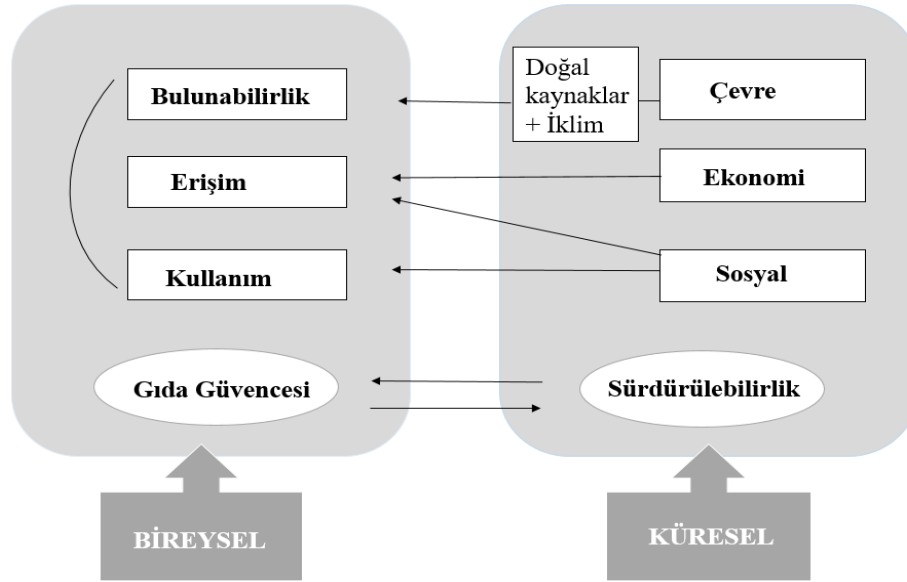 Bulunabilirlik
Erişim
Kullanım
Gıda Güvencesi
BİREYSEL
Doğal
kaynaklar
+ İklim
Çevre
Ekonomi
Sosyal
Sürdürülebilirlik
KÜRESEL